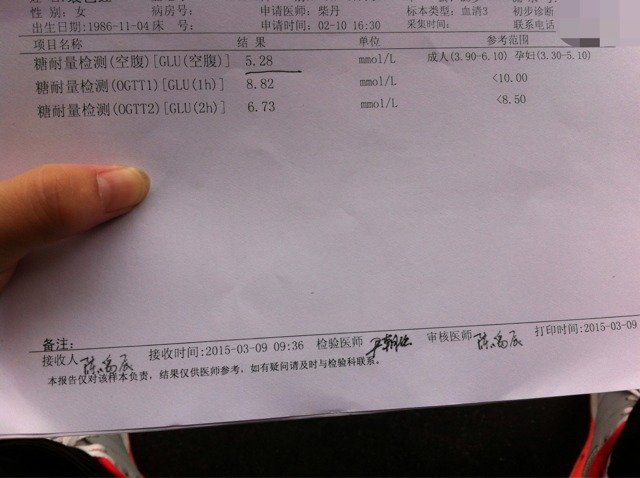 性 别: 女 病房号: 申请医师: 柴丹 标本类型: 血清3 初步诊断
出生日期: 1986-11-04 床 号: 申请时间: 02-10 16:30 采集时间: 联系电话
项目名称 结 果 单位 参考范围
糖耐量检测(空腹)[GLU(空腹)] 5.28 mmol/L 成人(3.90-6.10) 孕妇(3.30-5.10)
糖耐量检测(OGTT1)[GLU(1h)] 8.82 mmol/L <10.00
糖耐量检测(OGTT2)[GLU(2h)] 6.73 mmol/L <8.50
备注:
接收人 接收时间:2015-03-09 09:36 检验医师 审核医师 打印时间:2015-03-09
本报告仅对该样本负责，结果仅供医师参考，如有疑问请及时与检验科联系。